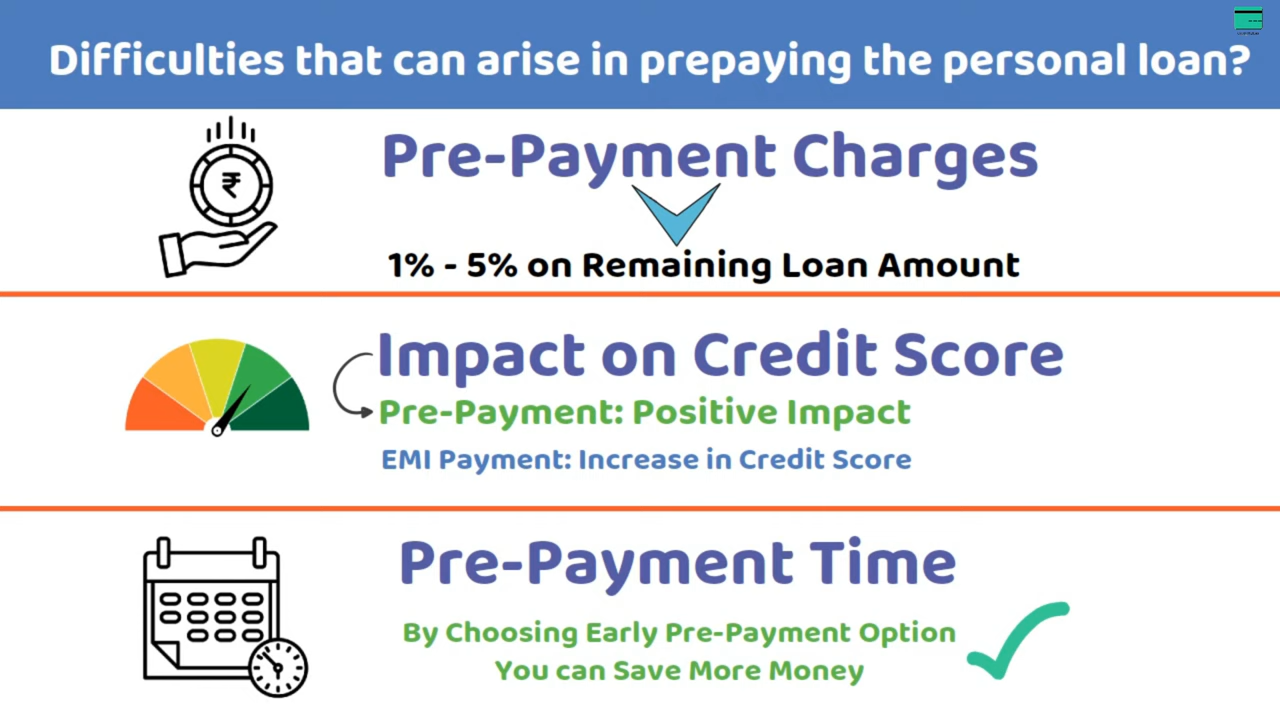 Difficulties that can arise in prepaying the personal loan?
₹
Pre-Payment Charges
1% - 5% on Remaining Loan Amount
Impact on Credit Score
Pre-Payment: Positive Impact
EMI Payment: Increase in Credit Score
Pre-Payment Time
By Choosing Early Pre-Payment Option
You can Save More Money